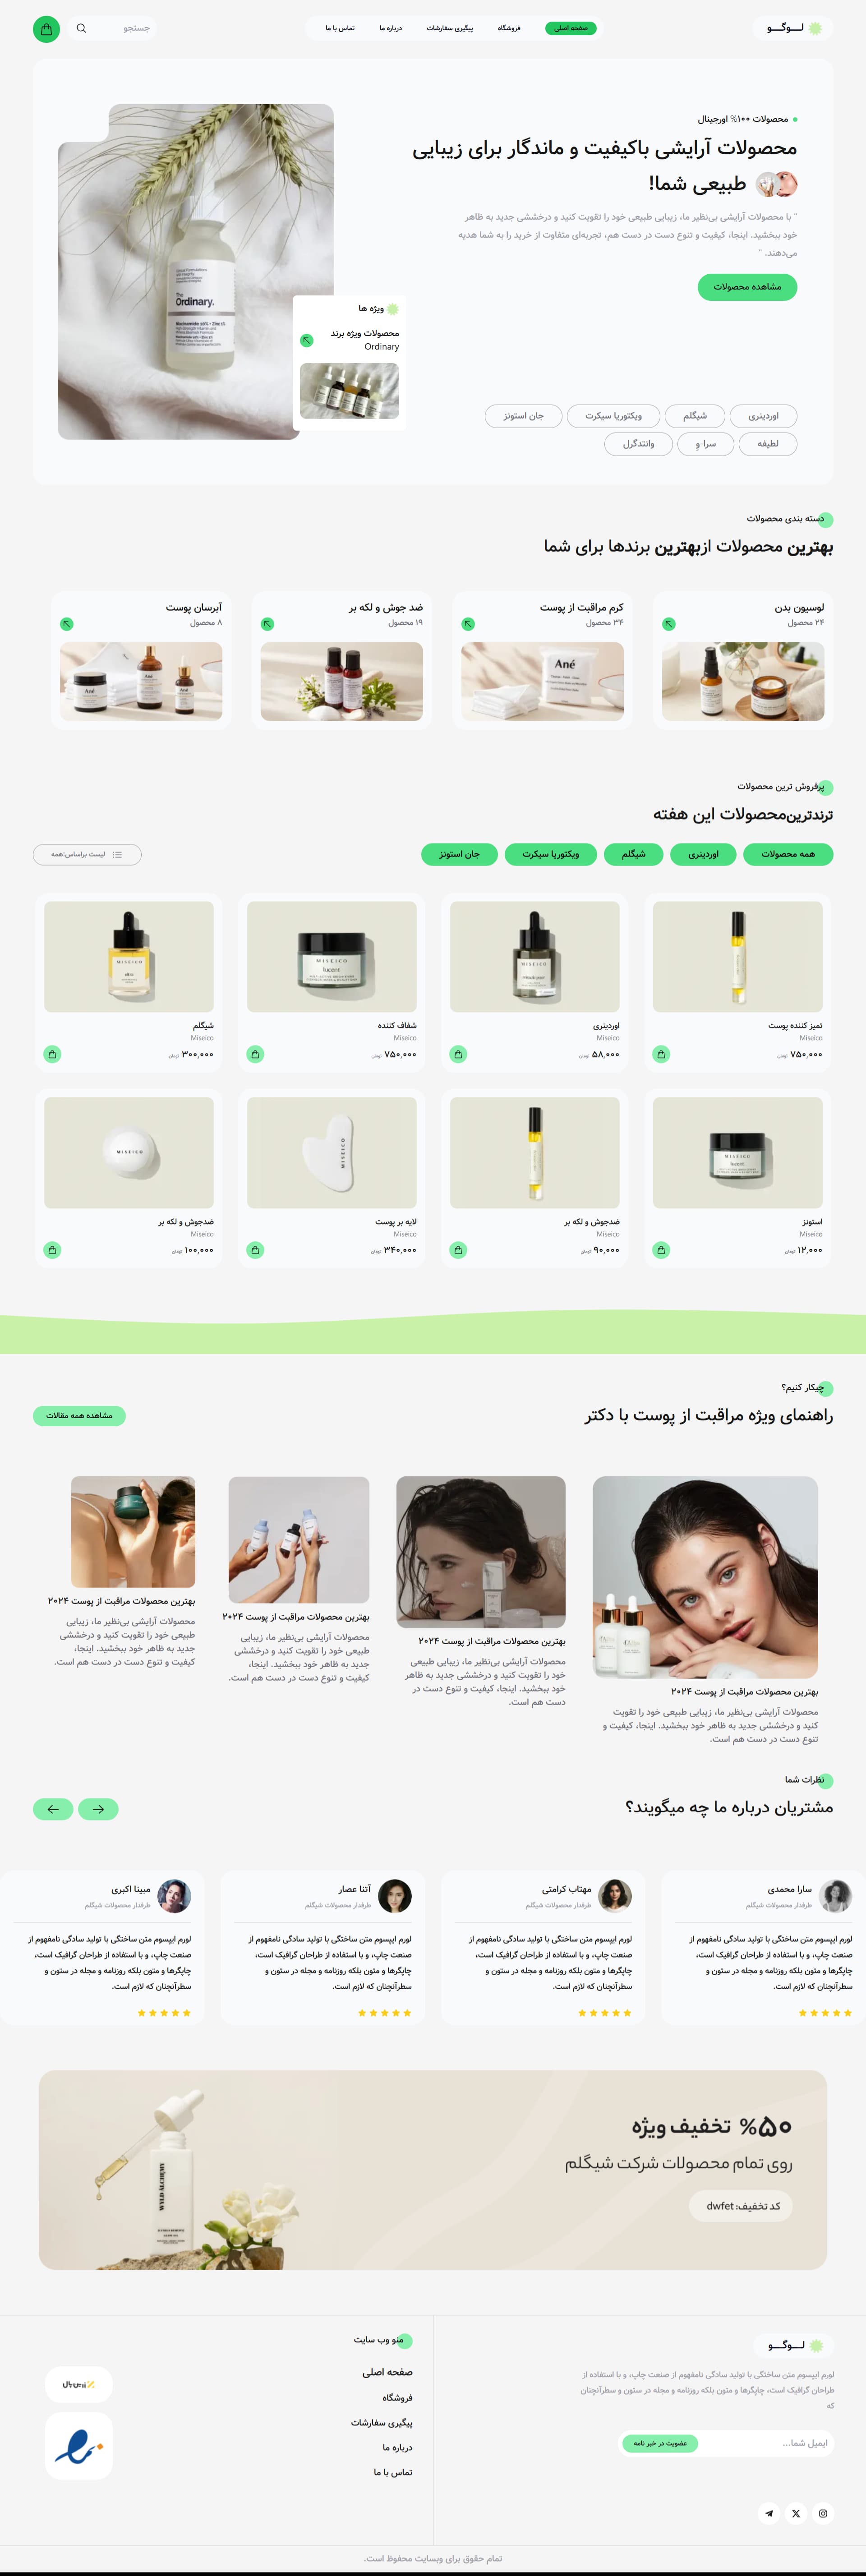 لـــوگـــو
صفحه اصلی
فروشگاه
پیگیری سفارشات
درباره ما
تماس با ما
جستجو
محصولات ۱۰۰% اورجینال
محصولات آرایشی باکیفیت و ماندگار برای زیبایی
طبیعی شما!
" با محصولات آرایشی بی‌نظیر ما، زیبایی طبیعی خود را تقویت کنید و درخششی جدید به ظاهر
خود ببخشید. اینجا، کیفیت و تنوع دست در دست هم، تجربه‌ای متفاوت از خرید را به شما هدیه
می‌دهند. "
مشاهده محصولات
The
Ordinary.
Niacinamide 10% + Zinc 1%
ویژه ها
محصولات ویژه برند
Ordinary
اوردینری
شیگلم
ویکتوریا سیکرت
جان استونز
لطیفه
سرا-و
وانتدگرل
دسته بندی محصولات
بهترین محصولات ازبهترین برندها برای شما
لوسیون بدن
۲۴ محصول
کرم مراقبت از پوست
۳۴ محصول
Ané
ضد جوش و لکه بر
۱۹ محصول
آبرسان پوست
۸ محصول
Ané
Ané
Ané
پرفروش ترین محصولات
ترندترین‌محصولات این هفته
همه محصولات
اوردینری
شیگلم
ویکتوریا سیکرت
جان استونز
لیست براساس:همه
تمیز کننده پوست
Miseico
۷۵۰,۰۰۰ تومان
MISEICO
اوردینری
Miseico
۵۸,۰۰۰ تومان
MISEICO
lucent
شفاف کننده
Miseico
۷۵۰,۰۰۰ تومان
MISEICO
شیگلم
Miseico
۳۰۰,۰۰۰ تومان
MISEICO
lucent
استونز
Miseico
۱۲,۰۰۰ تومان
ضدجوش و لکه بر
Miseico
۹۰,۰۰۰ تومان
MISEICO
لایه بر پوست
Miseico
۳۴۰,۰۰۰ تومان
MISEICO
ضدجوش و لکه بر
Miseico
۱۰۰,۰۰۰ تومان
چیکار کنیم؟
راهنمای ویژه مراقبت از پوست با دکتر
مشاهده همه مقالات
بهترین محصولات مراقبت از پوست ۲۰۲۴
محصولات آرایشی بی‌نظیر ما، زیبایی طبیعی خود را تقویت
کنید و درخششی جدید به ظاهر خود ببخشید. اینجا، کیفیت و
تنوع دست در دست هم است.
بهترین محصولات مراقبت از پوست ۲۰۲۴
محصولات آرایشی بی‌نظیر ما، زیبایی طبیعی
خود را تقویت کنید و درخششی جدید به ظاهر
خود ببخشید. اینجا، کیفیت و تنوع دست در
دست هم است.
بهترین محصولات مراقبت از پوست ۲۰۲۴
محصولات آرایشی بی‌نظیر ما، زیبایی
طبیعی خود را تقویت کنید و درخششی
جدید به ظاهر خود ببخشید. اینجا،
کیفیت و تنوع دست در دست هم است.
بهترین محصولات مراقبت از پوست ۲۰۲۴
محصولات آرایشی بی‌نظیر ما، زیبایی
طبیعی خود را تقویت کنید و درخششی
جدید به ظاهر خود ببخشید. اینجا،
کیفیت و تنوع دست در دست هم است.
نظرات شما
مشتریان درباره ما چه میگویند؟
سارا محمدی
طرفدار محصولات شیگلم
لورم ایپسوم متن ساختگی با تولید سادگی نامفهوم از
صنعت چاپ، و با استفاده از طراحان گرافیک است،
چاپگرها و متون بلکه روزنامه و مجله در ستون و
سطرآنچنان که لازم است.
مهتاب کرامتی
طرفدار محصولات شیگلم
لورم ایپسوم متن ساختگی با تولید سادگی نامفهوم از
صنعت چاپ، و با استفاده از طراحان گرافیک است،
چاپگرها و متون بلکه روزنامه و مجله در ستون و
سطرآنچنان که لازم است.
آتنا عصار
طرفدار محصولات شیگلم
لورم ایپسوم متن ساختگی با تولید سادگی نامفهوم از
صنعت چاپ، و با استفاده از طراحان گرافیک است،
چاپگرها و متون بلکه روزنامه و مجله در ستون و
سطرآنچنان که لازم است.
مبینا اکبری
طرفدار محصولات شیگلم
لورم ایپسوم متن ساختگی با تولید سادگی نامفهوم از
صنعت چاپ، و با استفاده از طراحان گرافیک است،
چاپگرها و متون بلکه روزنامه و مجله در ستون و
سطرآنچنان که لازم است.
۵۰% تخفیف ویژه
روی تمام محصولات شرکت شیگلم
کد تخفیف: dwfet
WYLD ALCHEMY
لـــوگـــو
لورم ایپسوم متن ساختگی با تولید سادگی نامفهوم از صنعت چاپ، و با استفاده از
طراحان گرافیک است، چاپگرها و متون بلکه روزنامه و مجله در ستون و سطرآنچنان
که
ایمیل شما...
عضویت در خبر نامه
منو وب سایت
صفحه اصلی
فروشگاه
پیگیری سفارشات
درباره ما
تماس با ما
تمام حقوق برای وبسایت محفوظ است.